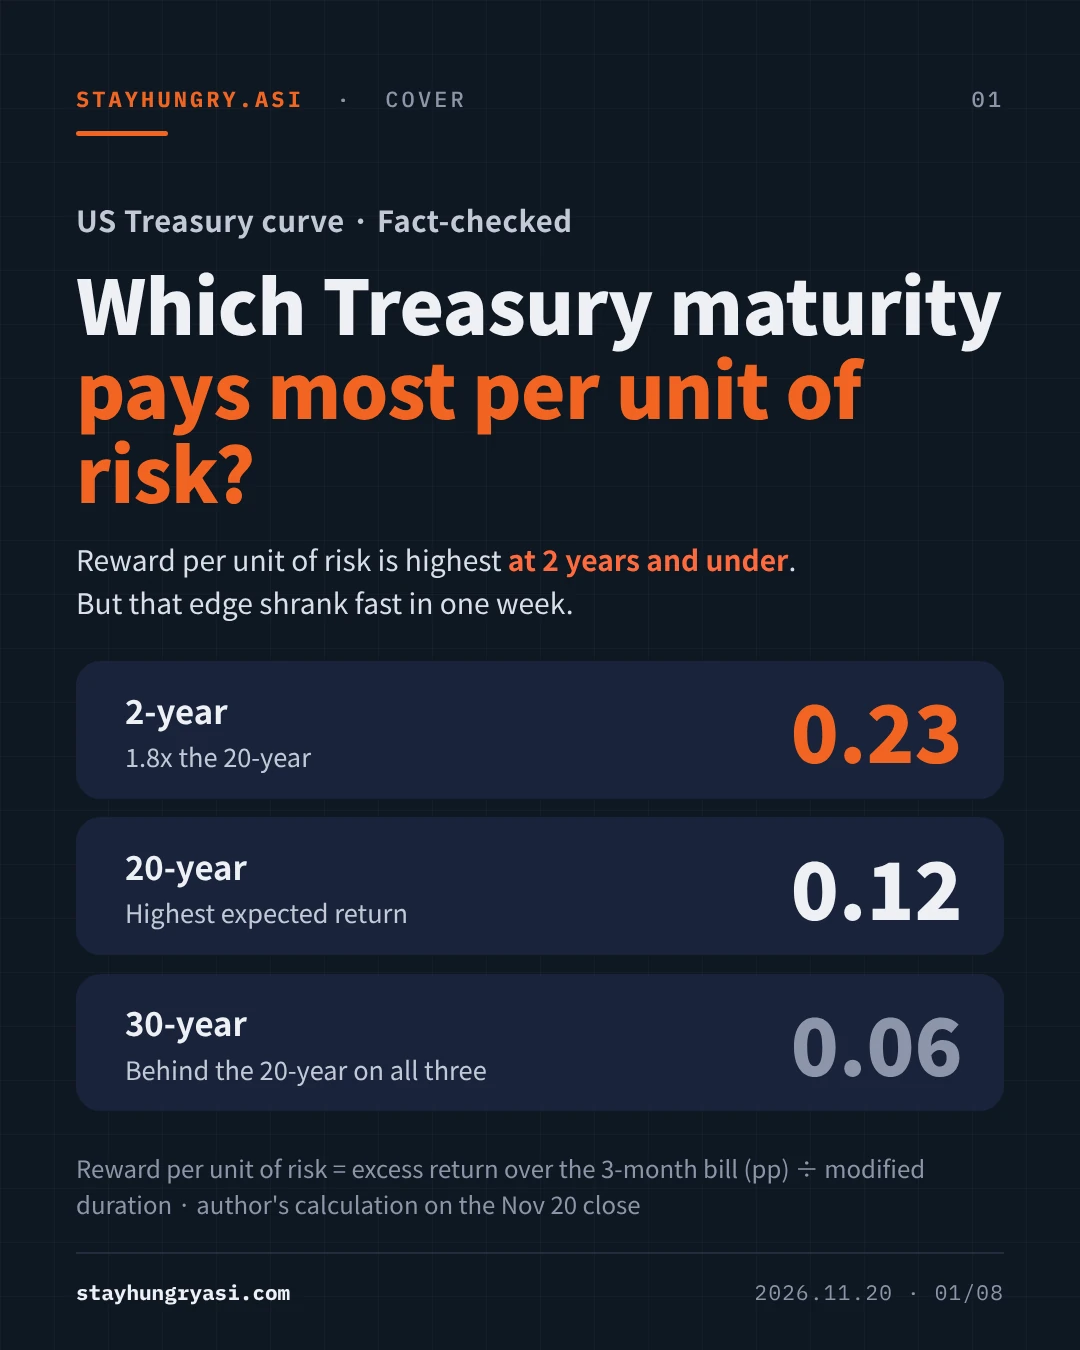 STAYHUNGRY.ASI · COVER 01
US Treasury curve · Fact-checked
Which Treasury maturity
pays most per unit of
risk?
Reward per unit of risk is highest at 2 years and under.
But that edge shrank fast in one week.
2-year
1.8x the 20-year
0.23
20-year
Highest expected return
0.12
30-year
Behind the 20-year on all three
0.06
Reward per unit of risk = excess return over the 3-month bill (pp) ÷ modified
duration · author's calculation on the Nov 20 close
stayhungryasi.com 2026.11.20 · 01/08